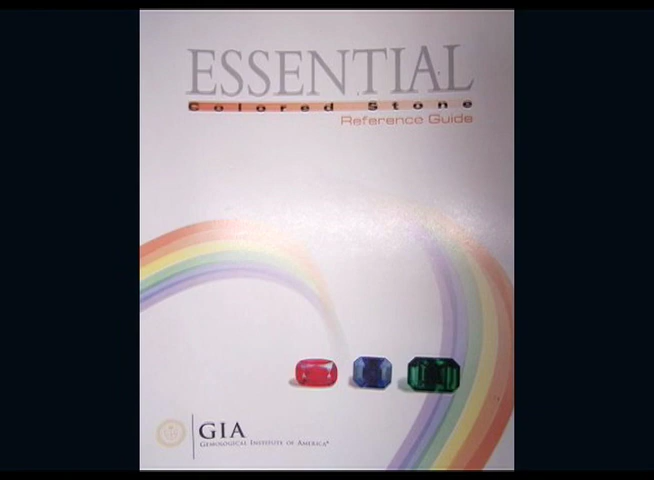 ESSENTIAL
Colored Stone
Reference Guide
GIA
GEMOLOGICAL INSTITUTE OF AMERICA®